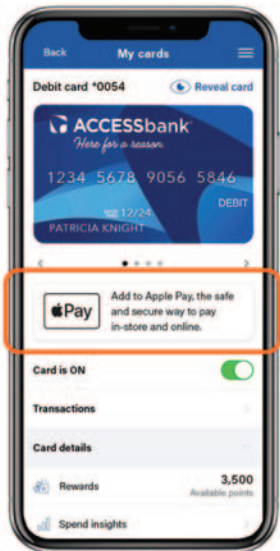 Back My cards
Debit card *0054 Reveal card
ACCESSbank
Here for a reason.
1234 5678 9056 5846
DEBIT
12/24
PATRICIA KNIGHT
Pay
Add to Apple Pay, the safe
and secure way to pay
in-store and online.
Card is ON
Transactions
Card details
Rewards 3,500
Available points
Spend insights